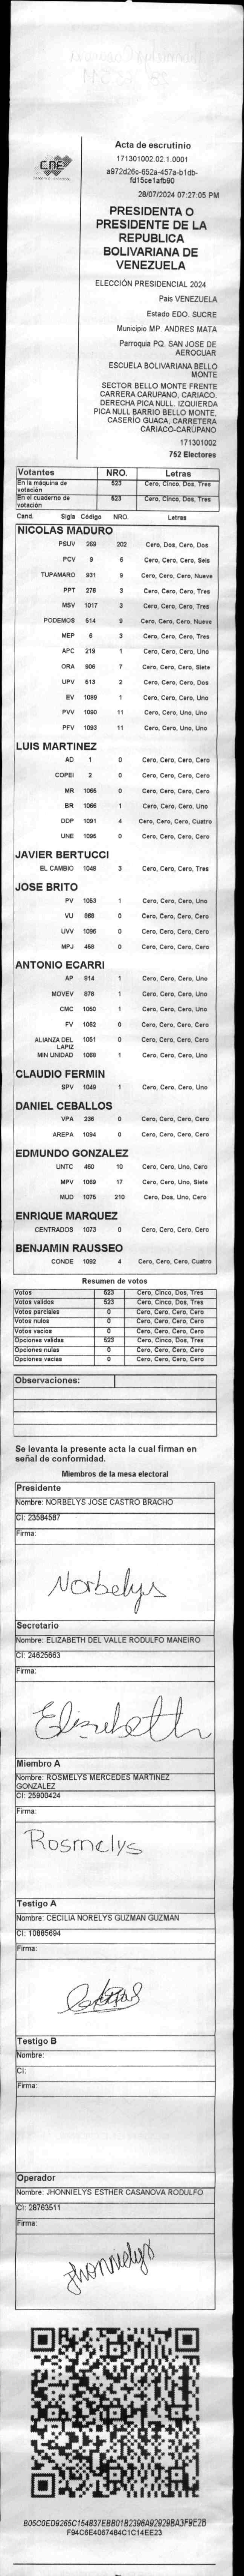 CNE
Acta de escrutinio
171301002.02.1.0001
a972d26c-652a-457a-b1db-
fd15ce1afb90
28/07/2024 07:27:05 PM
PRESIDENTA O
PRESIDENTE DE LA
REPUBLICA
BOLIVARIANA DE
VENEZUELA
ELECCIÓN PRESIDENCIAL 2024
Pais VENEZUELA
Estado EDO. SUCRE
Municipio MP. ANDRES MATA
Parroquia PQ. SAN JOSE DE
AEROCUAR
ESCUELA BOLIVARIANA BELLO
MONTE
SECTOR BELLO MONTE FRENTE
CARRERA CARUPANO, CARIACO.
DERECHA PICA NULL. IZQUIERDA
PICA NULL BARRIO BELLO MONTE,
CASERÍO GUACA, CARRETERA
CARIACO-CARÚPANO
171301002
752 Electores
Votantes NRO. Letras
En la máquina de votación 523 Cero, Cinco, Dos, Tres
En el cuaderno de votación 523 Cero, Cinco, Dos, Tres
Cand. Sigla Código NRO. Letras
NICOLAS MADURO
PSUV 269 202 Cero, Dos, Cero, Dos
PCV 9 6 Cero, Cero, Cero, Seis
TUPAMARO 931 9 Cero, Cero, Cero, Nueve
PPT 276 3 Cero, Cero, Cero, Tres
MSV 1017 3 Cero, Cero, Cero, Tres
PODEMOS 514 9 Cero, Cero, Cero, Nueve
MEP 6 3 Cero, Cero, Cero, Tres
APC 219 1 Cero, Cero, Cero, Uno
ORA 906 7 Cero, Cero, Cero, Siete
UPV 613 2 Cero, Cero, Cero, Dos
EV 1089 1 Cero, Cero, Cero, Uno
PVV 1090 11 Cero, Cero, Uno, Uno
PFV 1093 11 Cero, Cero, Uno, Uno
LUIS MARTINEZ
AD 1 0 Cero, Cero, Cero, Cero
COPEI 2 0 Cero, Cero, Cero, Cero
MR 1065 0 Cero, Cero, Cero, Cero
BR 1066 1 Cero, Cero, Cero, Uno
DDP 1091 4 Cero, Cero, Cero, Cuatro
UNE 1095 0 Cero, Cero, Cero, Cero
JAVIER BERTUCCI
EL CAMBIO 1048 3 Cero, Cero, Cero, Tres
JOSE BRITO
PV 1053 1 Cero, Cero, Cero, Uno
VU 868 0 Cero, Cero, Cero, Cero
UVV 1096 0 Cero, Cero, Cero, Cero
MPJ 458 0 Cero, Cero, Cero, Cero
ANTONIO ECARRI
AP 914 1 Cero, Cero, Cero, Uno
MOVEV 878 1 Cero, Cero, Cero, Uno
CMC 1050 1 Cero, Cero, Cero, Uno
FV 1062 0 Cero, Cero, Cero, Cero
ALIANZA DEL LAPIZ 1051 0 Cero, Cero, Cero, Cero
MIN UNIDAD 1069 1 Cero, Cero, Cero, Uno
CLAUDIO FERMIN
SPV 1049 1 Cero, Cero, Cero, Uno
DANIEL CEBALLOS
VPA 236 0 Cero, Cero, Cero, Cero
AREPA 1094 0 Cero, Cero, Cero, Cero
EDMUNDO GONZALEZ
UNTC 460 10 Cero, Cero, Uno, Cero
MPV 1069 17 Cero, Cero, Uno, Siete
MUD 1075 210 Cero, Dos, Uno, Cero
ENRIQUE MARQUEZ
CENTRADOS 1073 0 Cero, Cero, Cero, Cero
BENJAMIN RAUSSEO
CONDE 1092 4 Cero, Cero, Cero, Cuatro
Resumen de votos
Votos 523 Cero, Cinco, Dos, Tres
Votos validos 523 Cero, Cinco, Dos, Tres
Votos parciales 0 Cero, Cero, Cero, Cero
Votos nulos 0 Cero, Cero, Cero, Cero
Votos vacios 0 Cero, Cero, Cero, Cero
Opciones validas 523 Cero, Cinco, Dos, Tres
Opciones nulas 0 Cero, Cero, Cero, Cero
Opciones vacias 0 Cero, Cero, Cero, Cero
Observaciones:
Se levanta la presente acta la cual firman en
señal de conformidad.
Miembros de la mesa electoral
Presidente
Nombre: NORBELYS JOSE CASTRO BRACHO
CI: 23584587
Firma:
Norbelys
Secretario
Nombre: ELIZABETH DEL VALLE RODULFO MANEIRO
CI: 24625663
Firma:
Elizabeth
Miembro A
Nombre: ROSMELYS MERCEDES MARTINEZ
GONZALEZ
CI: 25900424
Firma:
Rosmelys
Testigo A
Nombre: CECILIA NORELYS GUZMAN GUZMAN
CI: 10885694
Firma:
Testigo B
Nombre:
CI:
Firma:
Operador
Nombre: JHONNIELYS ESTHER CASANOVA RODULFO
CI: 28763511
Firma:
Jhonnielys
B05C0ED9265C154837EBB01B2398A92929BA3F9E2B
F94C6E4067484C1C14EE23